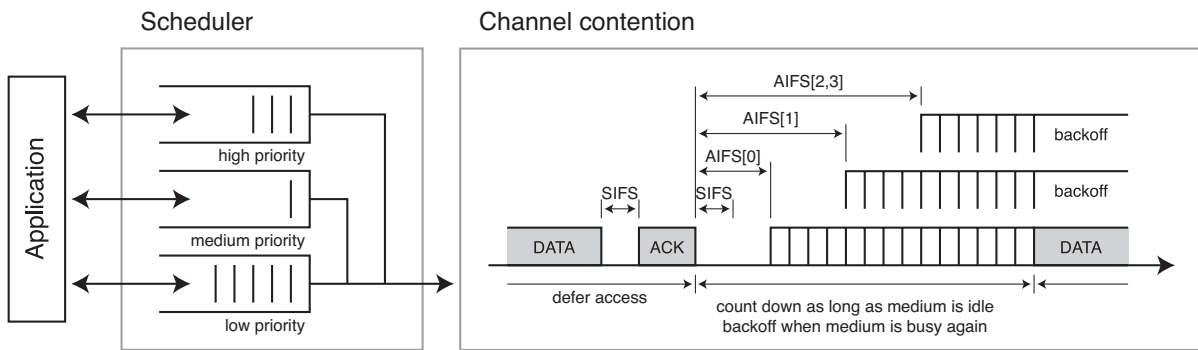 Scheduler
Channel contention
Application
high priority
medium priority
low priority
AIFS[2,3]
AIFS[1]
AIFS[0]
SIFS
SIFS
backoff
backoff
DATA
ACK
DATA
defer access
count down as long as medium is idle
backoff when medium is busy again